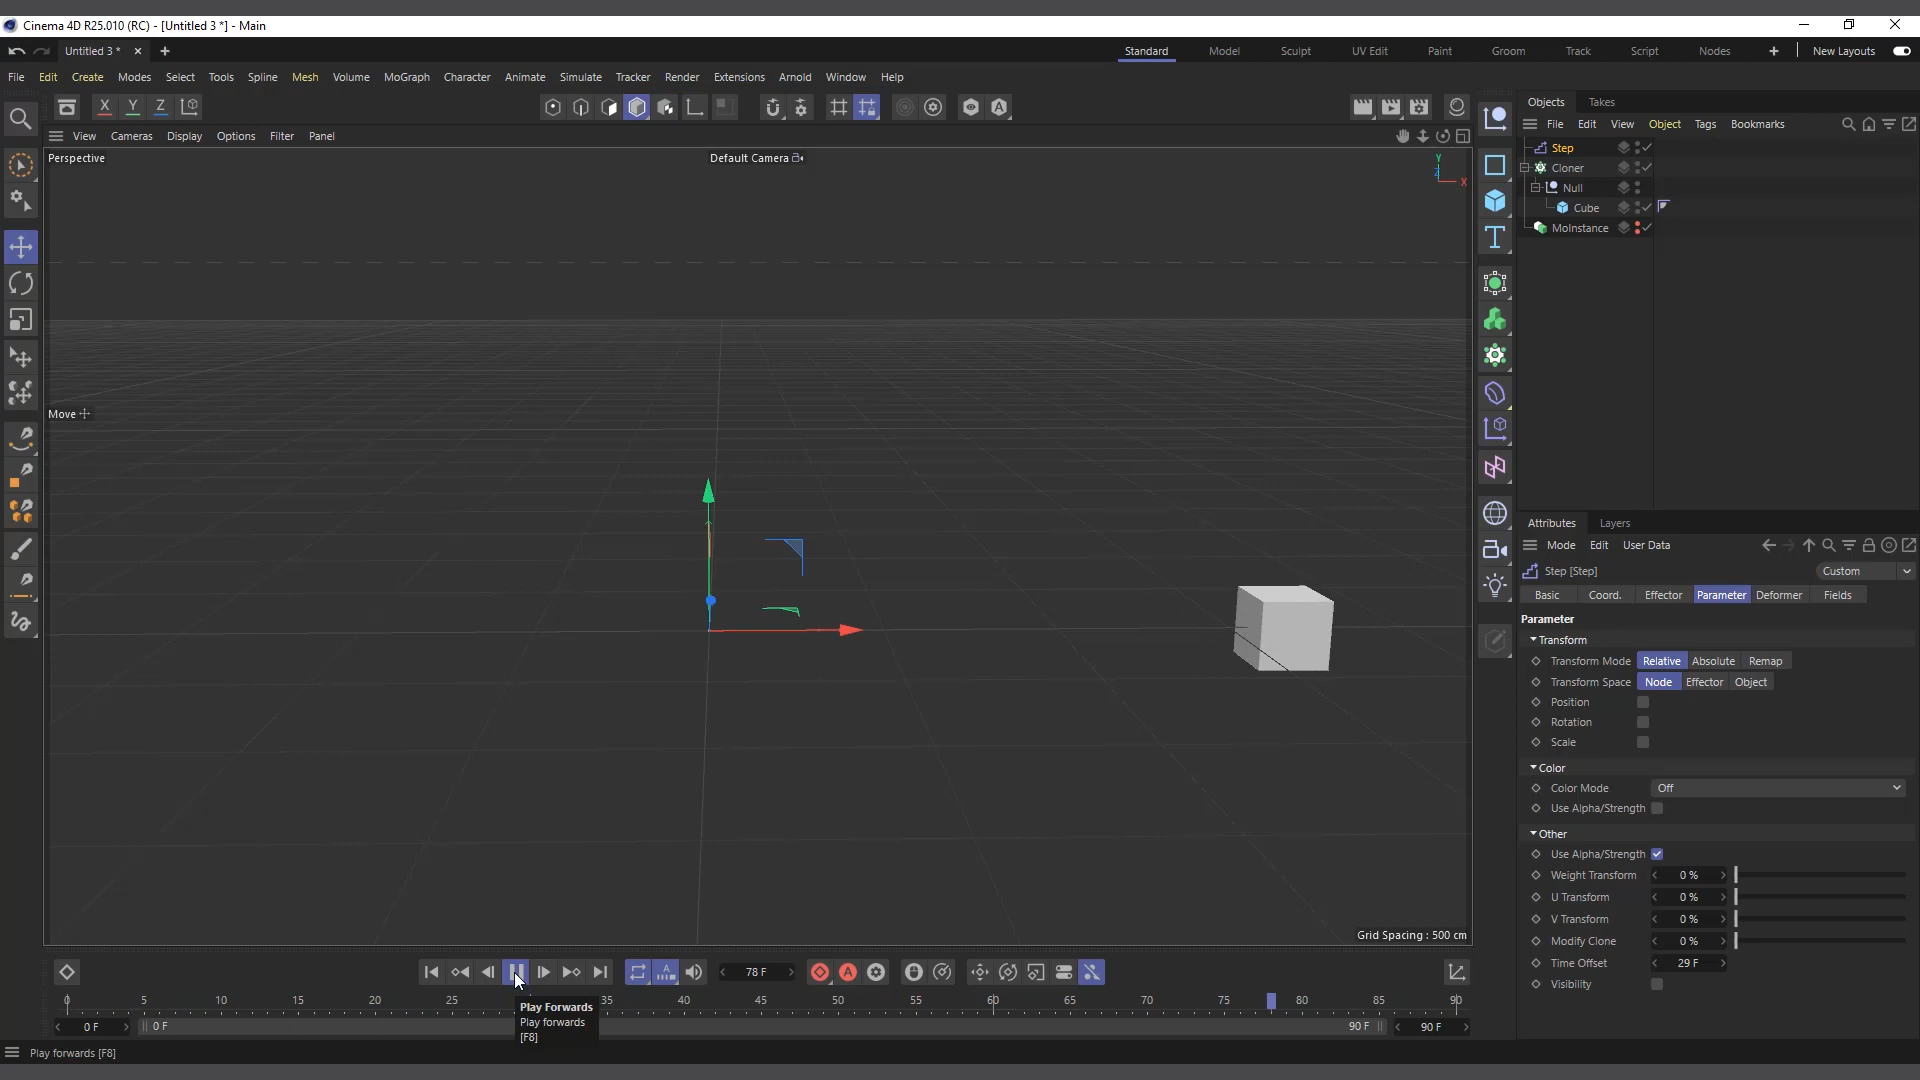 Cinema 4D R25.010 (RC) - [Untitled 3 *] - Main
Untitled 3 *
Standard Model Sculpt UV Edit Paint Groom Track Script Nodes New Layouts
File Edit Create Modes Select Tools Spline Mesh Volume MoGraph Character Animate Simulate Tracker Render Extensions Arnold Window Help
X Y Z
View Cameras Display Options Filter Panel
Perspective
Default Camera
Y
Z
X
Move
Grid Spacing : 500 cm
Objects Takes
File Edit View Object Tags Bookmarks
Step
Cloner
Null
Cube
MoInstance
Attributes Layers
Mode Edit User Data
Step [Step]
Custom
Basic Coord. Effector Parameter Deformer Fields
Parameter
Transform
Transform Mode Relative Absolute Remap
Transform Space Node Effector Object
Position
Rotation
Scale
Color
Color Mode Off
Use Alpha/Strength
Other
Use Alpha/Strength
Weight Transform 0 %
U Transform 0 %
V Transform 0 %
Modify Clone 0 %
Time Offset 29 F
Visibility
78 F
0 5 10 15 20 25 35 40 45 50 55 60 65 70 75 80 85 90
0 F 0 F 90 F 90 F
Play Forwards
Play forwards
[F8]
Play forwards [F8]